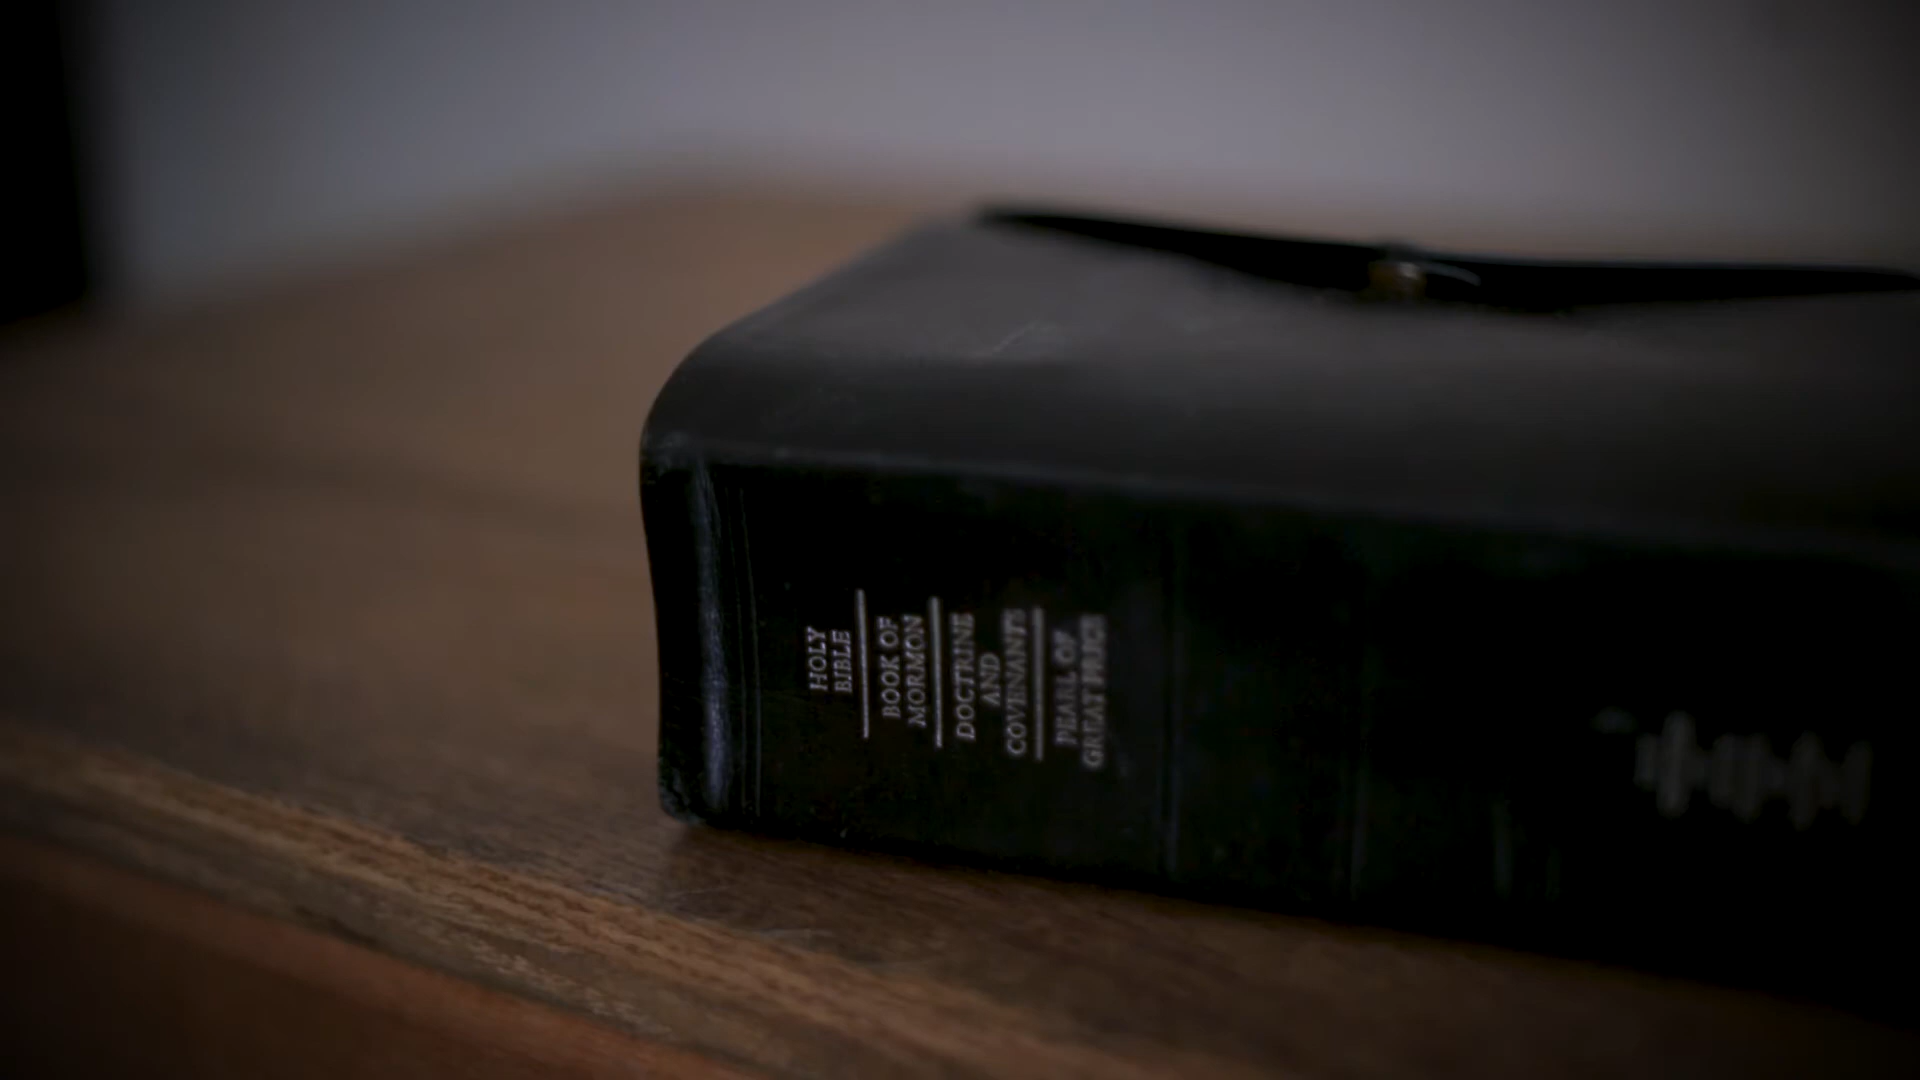 HOLY
BIBLE
BOOK OF
MORMON
DOCTRINE
AND
COVENANTS
PEARL OF
GREAT PRICE